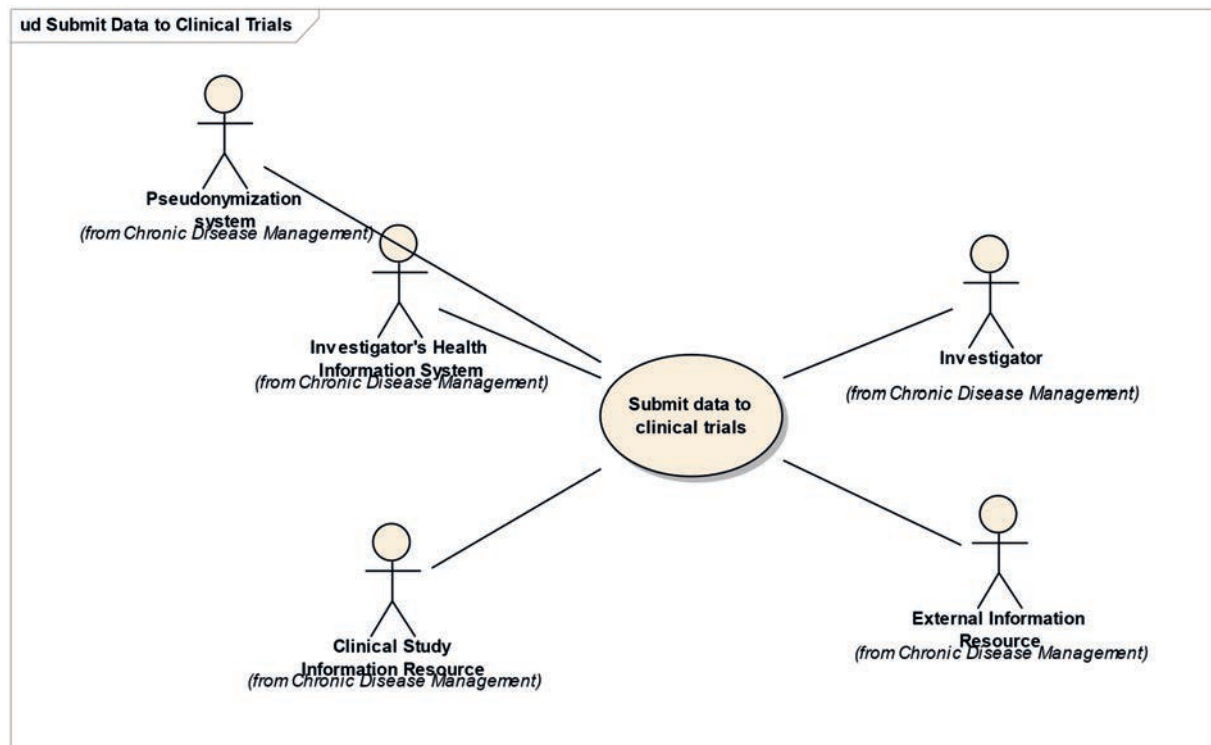 ud Submit Data to Clinical Trials
Pseudonymization
system
(from Chronic Disease Management)
Investigator's Health
Information System
(from Chronic Disease Management)
Investigator
(from Chronic Disease Management)
Submit data to
clinical trials
Clinical Study
Information Resource
(from Chronic Disease Management)
External Information
Resource
(from Chronic Disease Management)